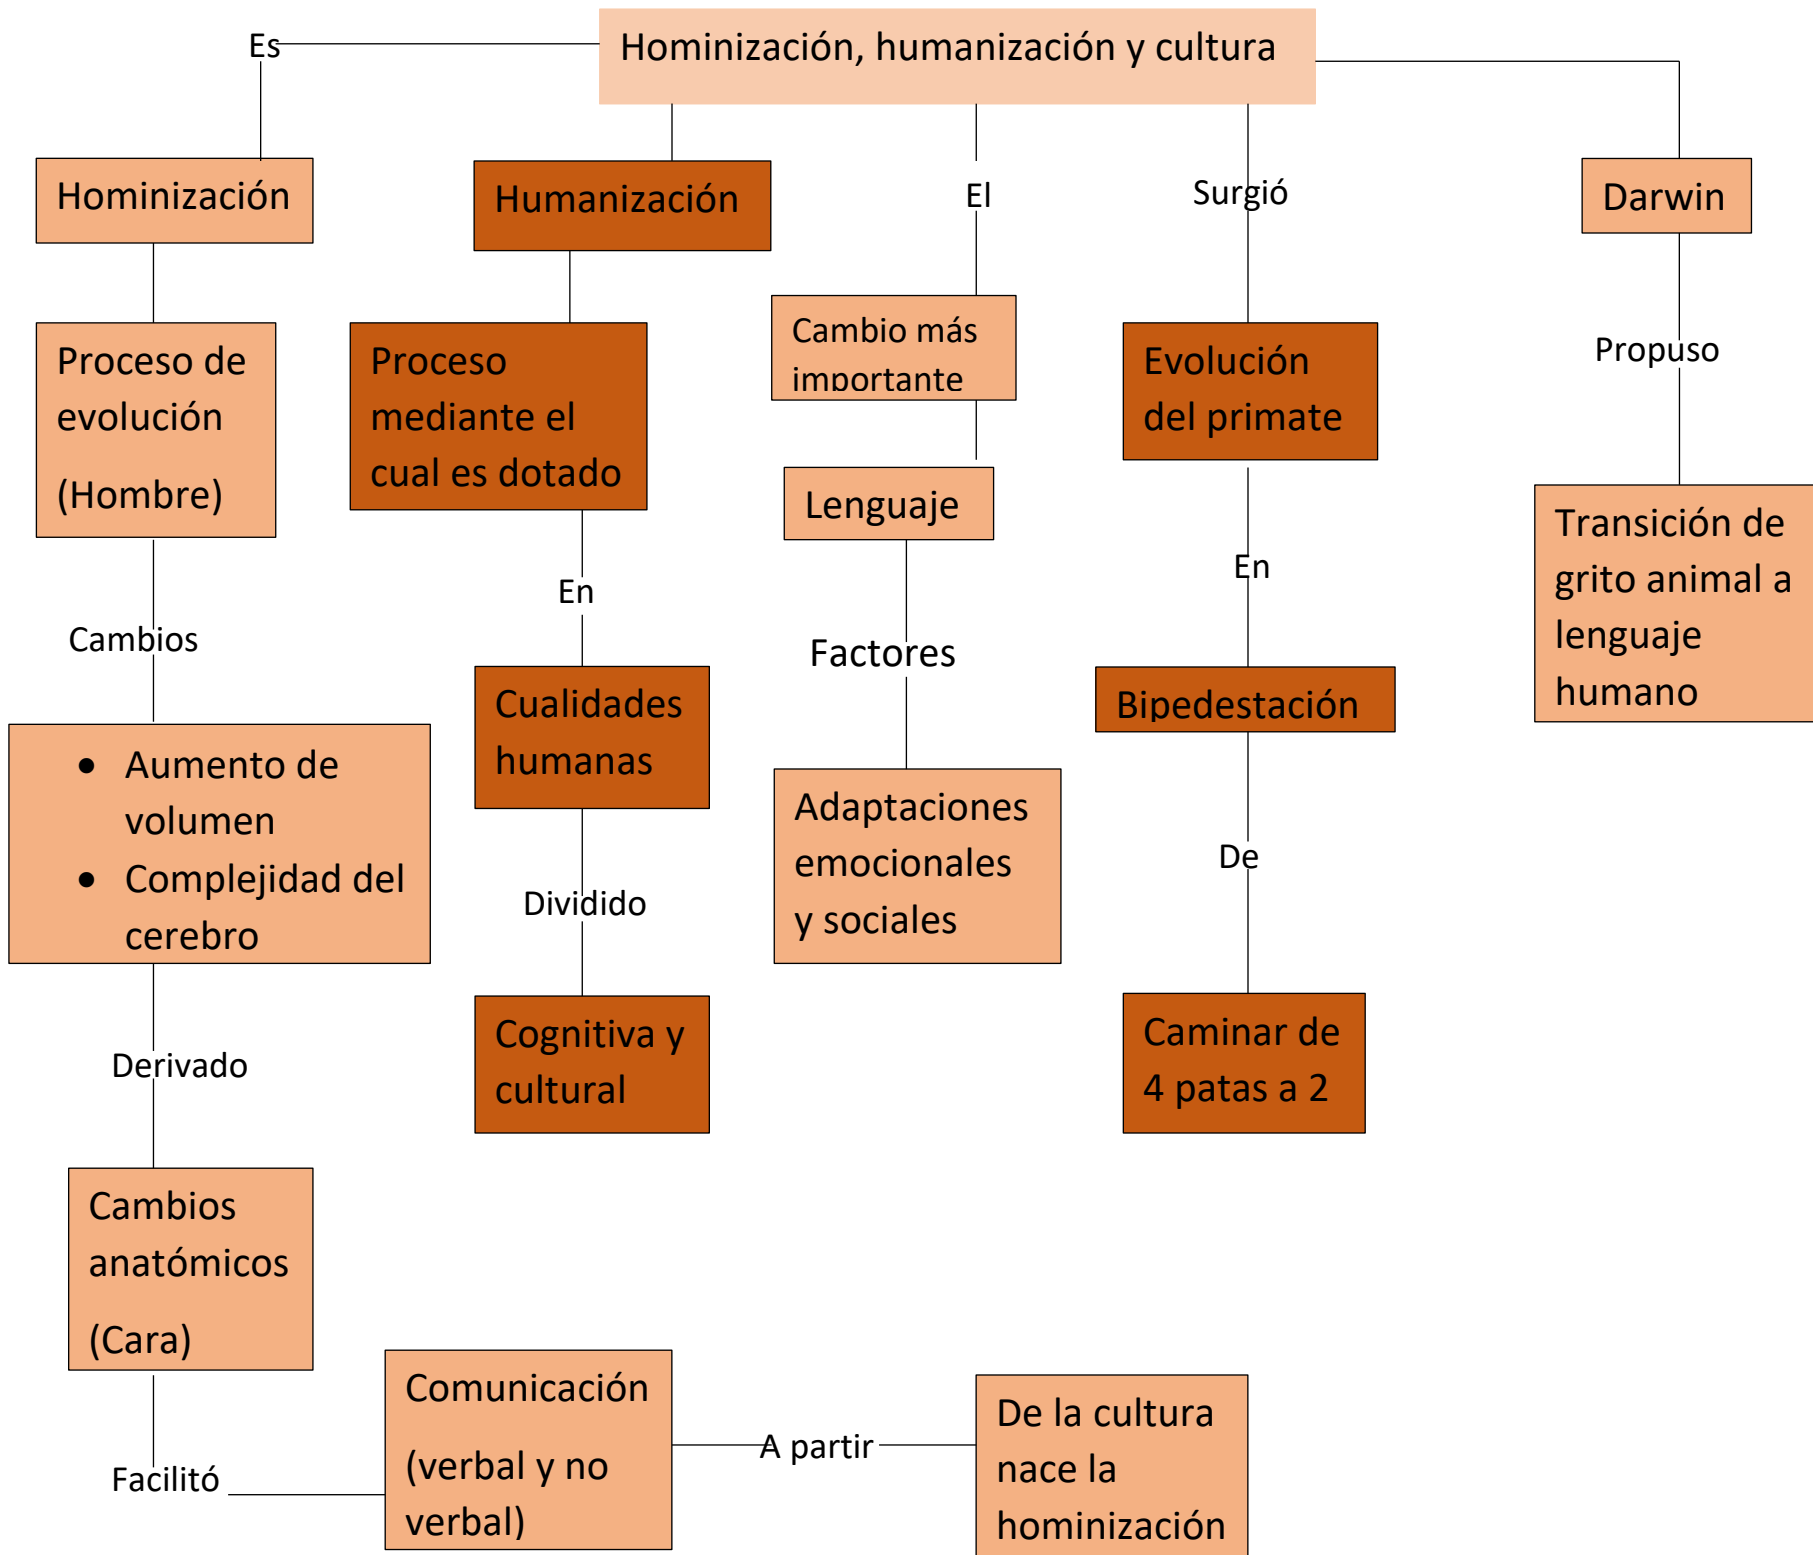 Hominización, humanización y cultura
Es
Hominización
Proceso de
evolución
(Hombre)
Cambios
• Aumento de
volumen
• Complejidad del
cerebro
Derivado
Cambios
anatómicos
(Cara)
Facilitó
Comunicación
(verbal y no
verbal)
A partir
De la cultura
nace la
hominización
Humanización
Proceso
mediante el
cual es dotado
En
Cualidades
humanas
Dividido
Cognitiva y
cultural
El
Cambio más
importante
Lenguaje
Factores
Adaptaciones
emocionales
y sociales
Surgió
Evolución
del primate
En
Bipedestación
De
Caminar de
4 patas a 2
Darwin
Propuso
Transición de
grito animal a
lenguaje
humano